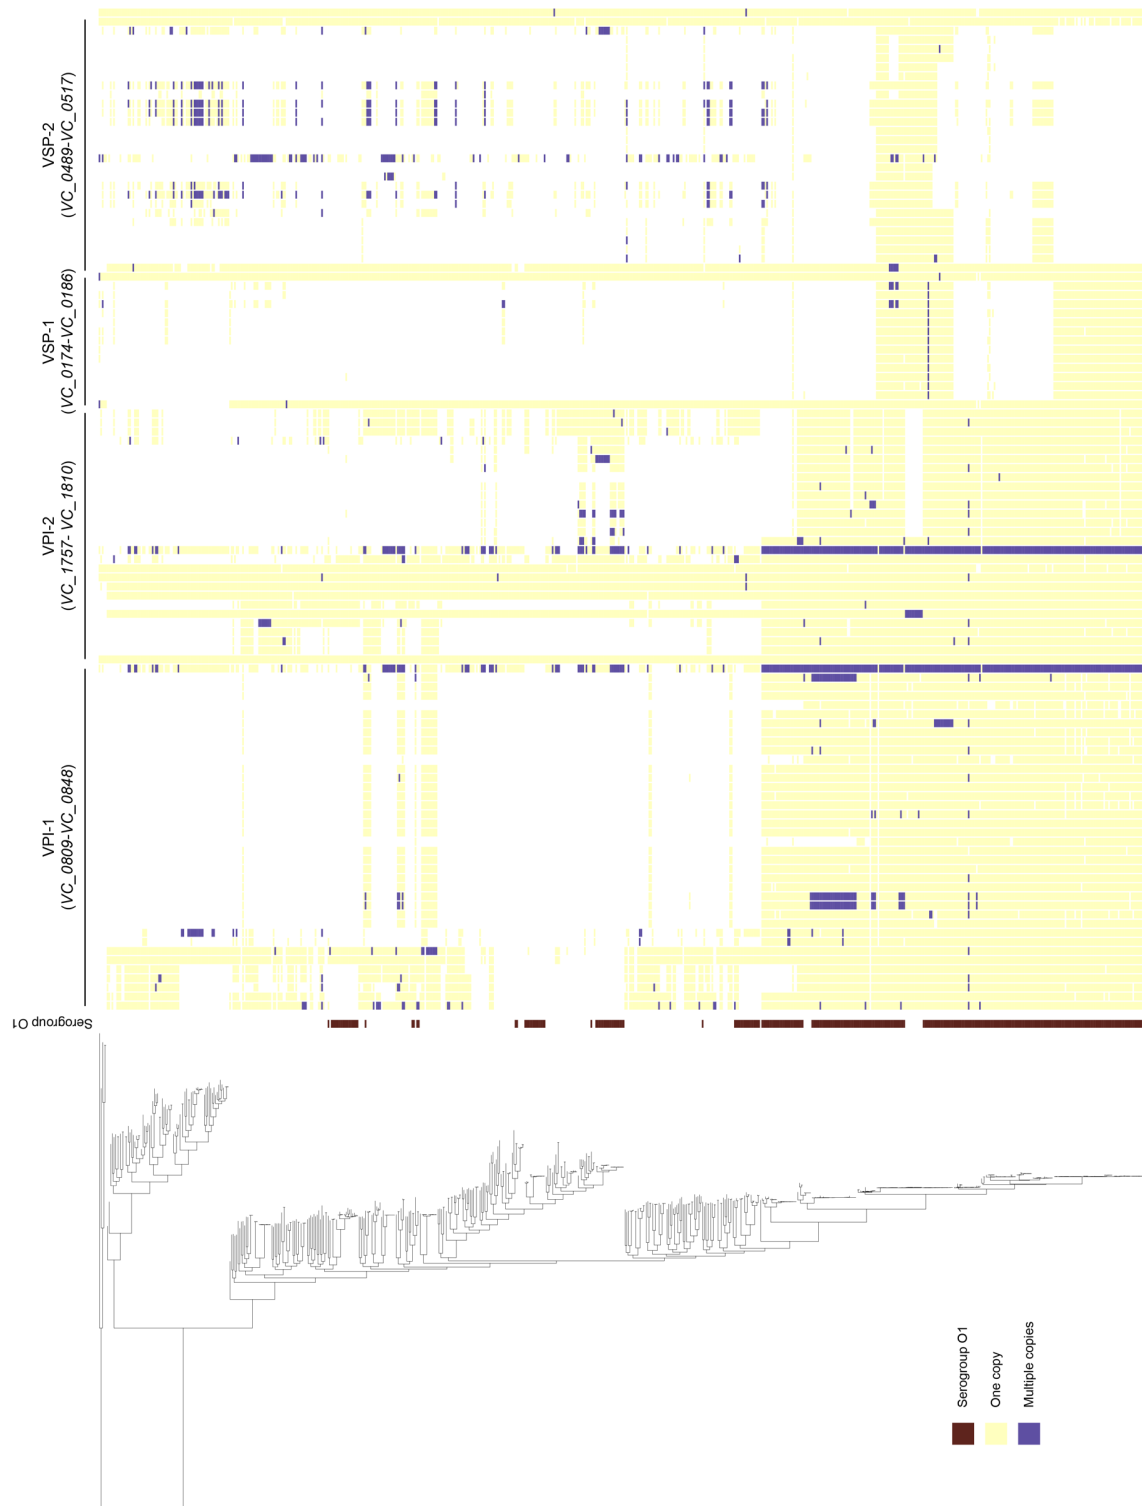 VSP-2
(VC_0489-VC_0517)
VSP-1
(VC_0174-VC_0186)
VPI-2
(VC_1757- VC_1810)
VPI-1
(VC_0809-VC_0848)
Serogroup O1
Serogroup O1
One copy
Multiple copies